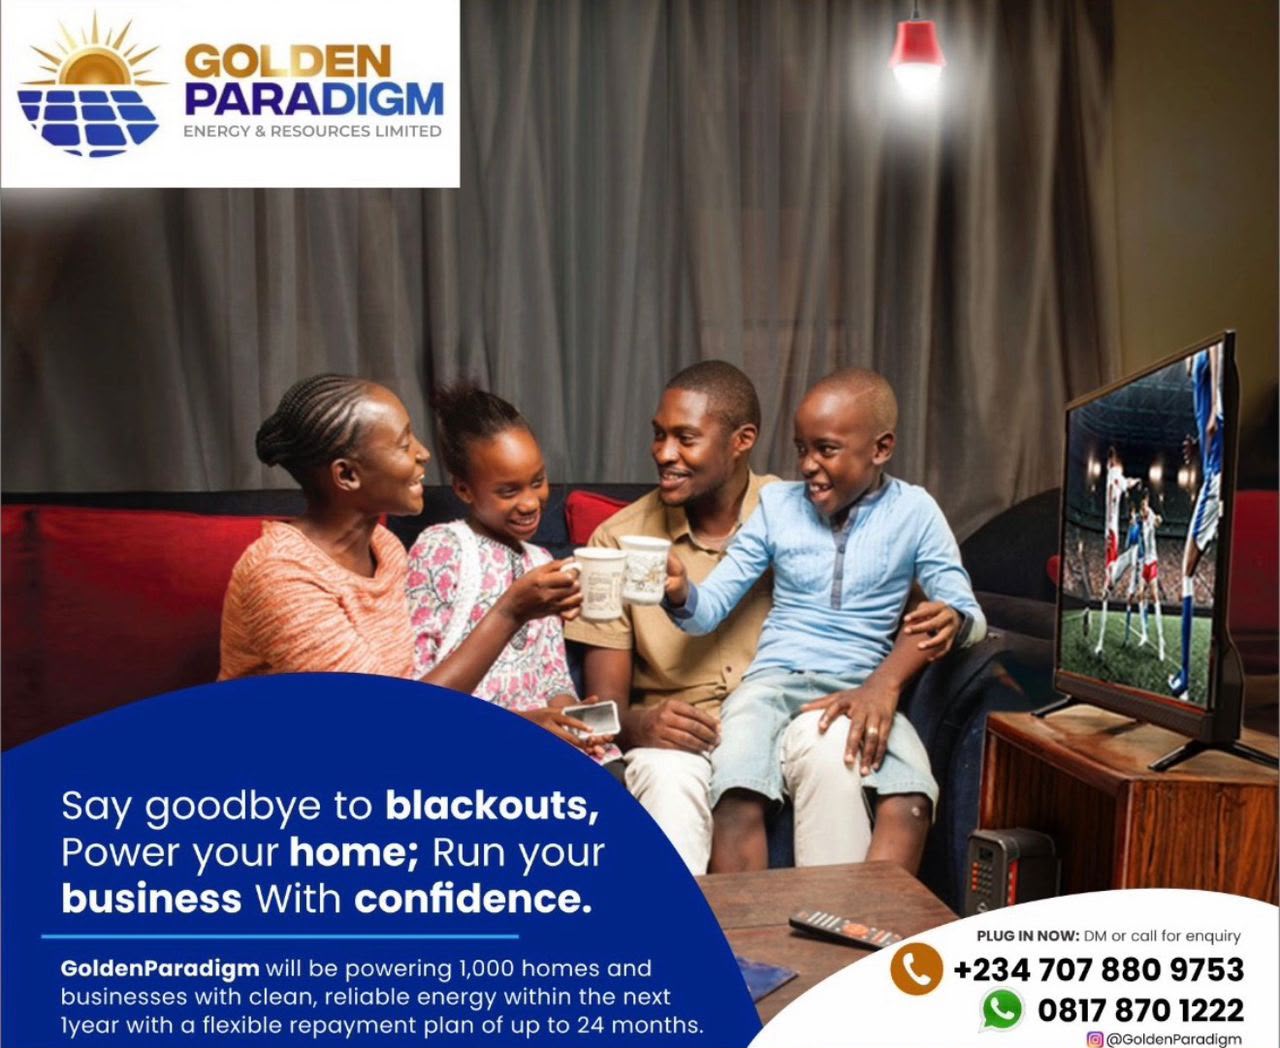 GOLDEN
PARADIGM
ENERGY & RESOURCES LIMITED
Say goodbye to blackouts,
Power your home; Run your
business With confidence.
GoldenParadigm will be powering 1,000 homes and
businesses with clean, reliable energy within the next
1year with a flexible repayment plan of up to 24 months.
PLUG IN NOW: DM or call for enquiry
+234 707 880 9753
0817 870 1222
@GoldenParadigm